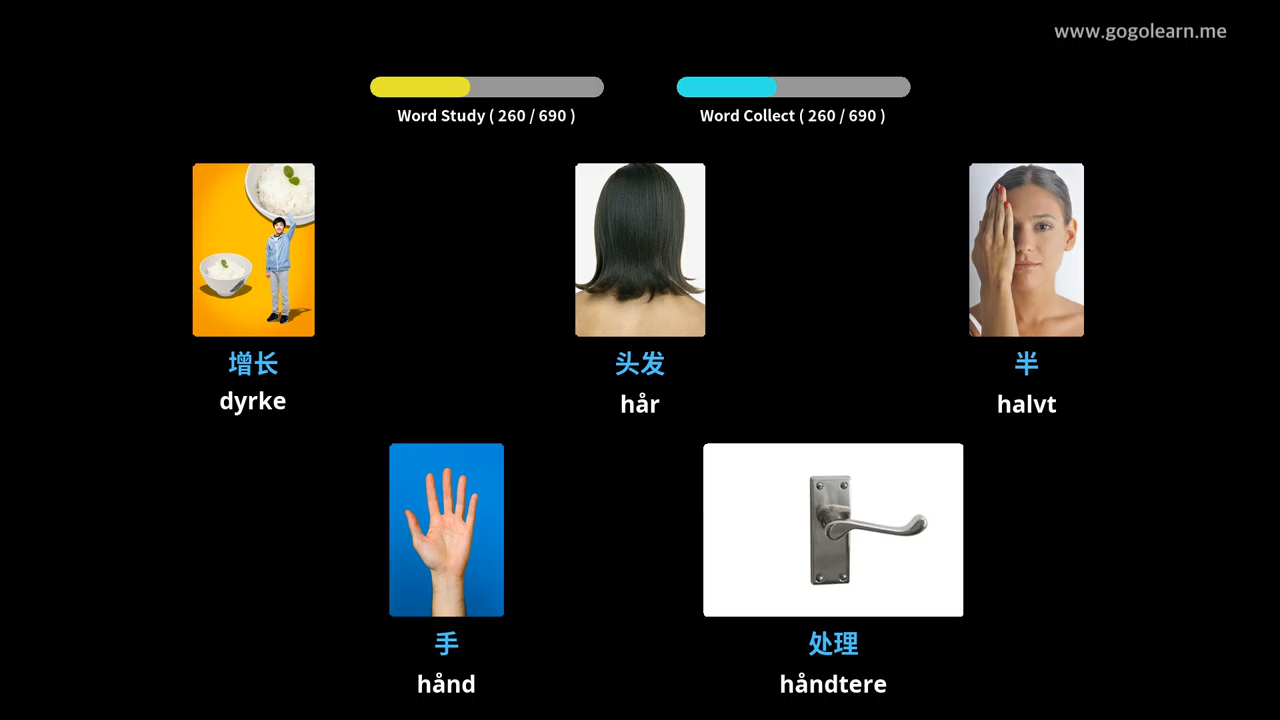 www.gogolearn.me
Word Study ( 260 / 690 )
Word Collect ( 260 / 690 )
增长
dyrke
头发
hår
半
halvt
手
hånd
处理
håndtere